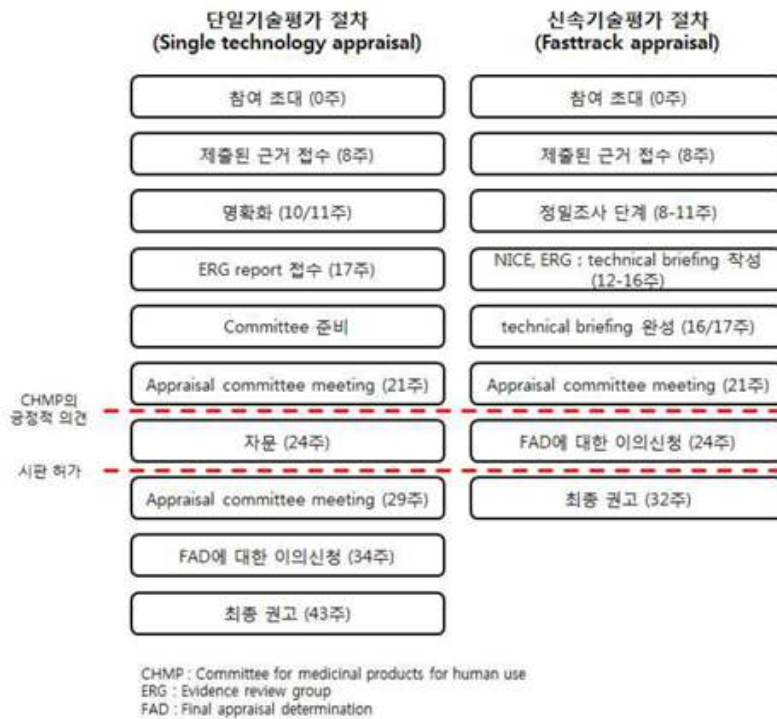 단일기술평가 절차
(Single technology appraisal)
참여 초대 (0주)
제출된 근거 접수 (8주)
명확화 (10/11주)
ERG report 접수 (17주)
Committee 준비
Appraisal committee meeting (21주)
자문 (24주)
Appraisal committee meeting (29주)
FAD에 대한 이의신청 (34주)
최종 권고 (43주)
신속기술평가 절차
(Fasttrack appraisal)
참여 초대 (0주)
제출된 근거 접수 (8주)
정밀조사 단계 (8-11주)
NICE, ERG : technical briefing 작성
(12-16주)
technical briefing 완성 (16/17주)
Appraisal committee meeting (21주)
FAD에 대한 이의신청 (24주)
최종 권고 (32주)
CHMP의
긍정적 의견
시판 허가
CHMP : Committee for medicinal products for human use
ERG : Evidence review group
FAD : Final appraisal determination